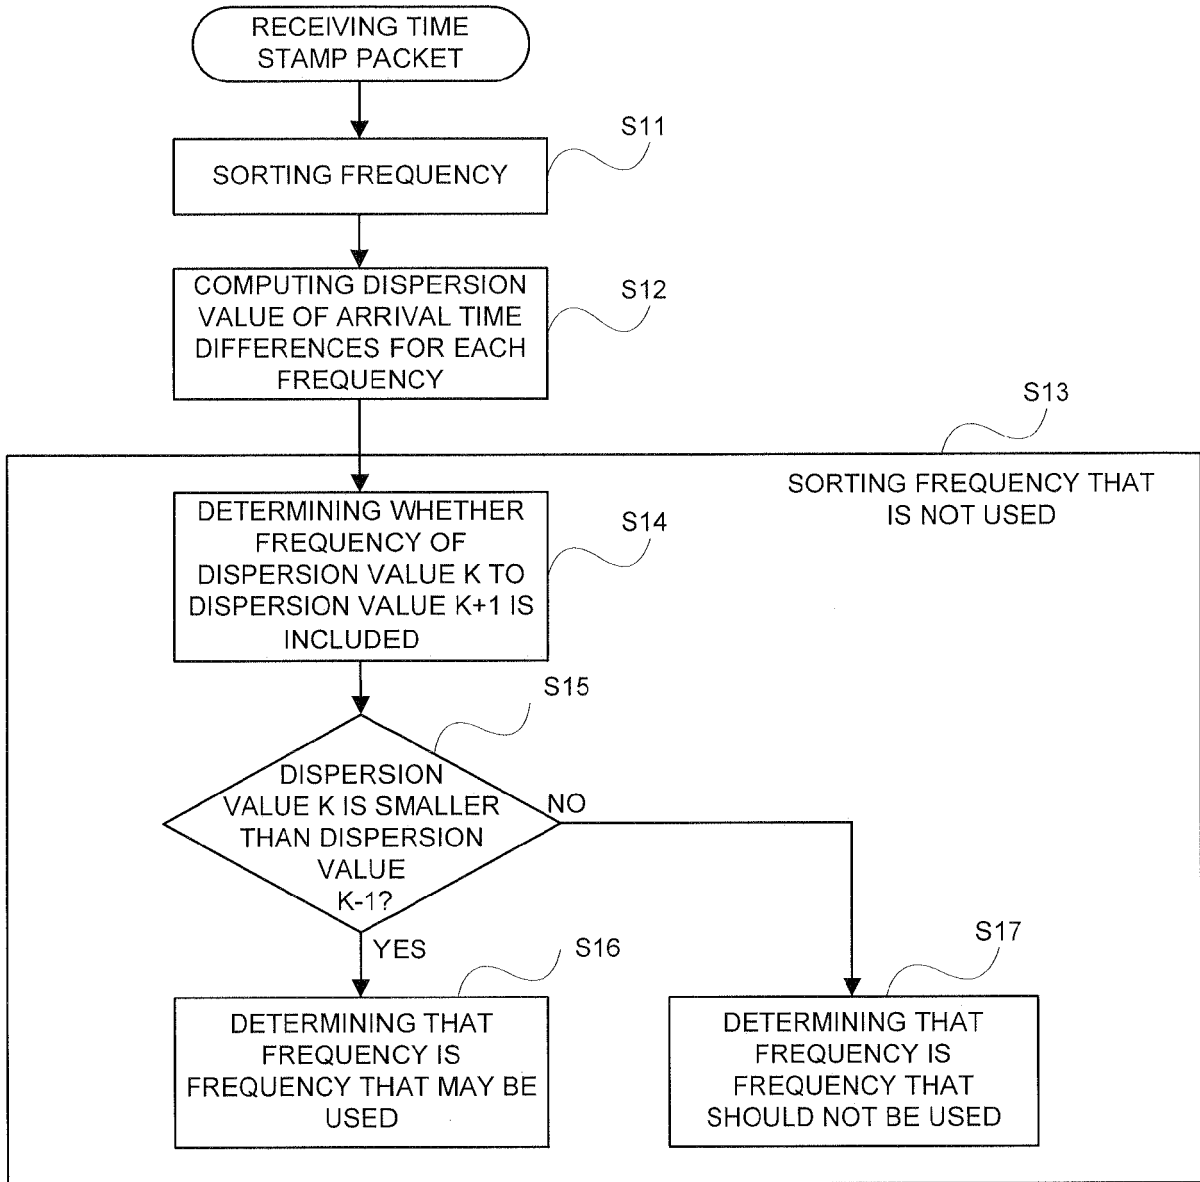 RECEIVING TIME
STAMP PACKET
S11
SORTING FREQUENCY
S12
COMPUTING DISPERSION
VALUE OF ARRIVAL TIME
DIFFERENCES FOR EACH
FREQUENCY
S13
SORTING FREQUENCY THAT
IS NOT USED
S14
DETERMINING WHETHER
FREQUENCY OF
DISPERSION VALUE K TO
DISPERSION VALUE K+1 IS
INCLUDED
S15
DISPERSION
VALUE K IS SMALLER
THAN DISPERSION
VALUE
K-1?
NO
YES
S16
DETERMINING THAT
FREQUENCY IS
FREQUENCY THAT MAY BE
USED
S17
DETERMINING THAT
FREQUENCY IS
FREQUENCY THAT
SHOULD NOT BE USED